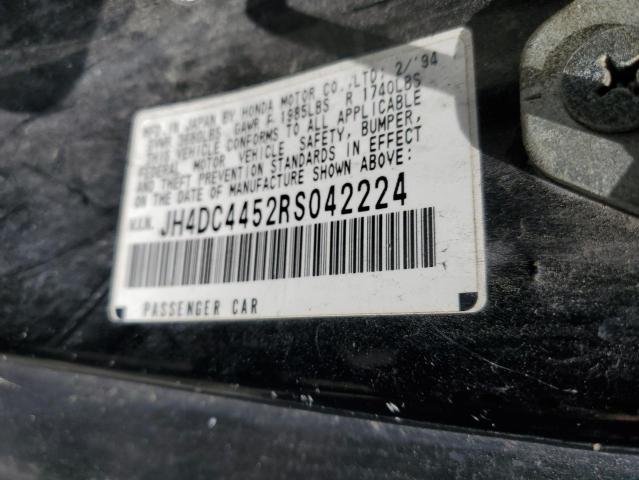 MFD. IN JAPAN BY HONDA MOTOR CO., LTD; 2/'94
GVWR GAWR F 1985LBS R 1740LBS
THIS VEHICLE CONFORMS TO ALL APPLICABLE
FEDERAL MOTOR VEHICLE SAFETY, BUMPER,
AND THEFT PREVENTION STANDARDS IN EFFECT
ON THE DATE OF MANUFACTURE SHOWN ABOVE:
V.I.N. JH4DC4452RS042224
PASSENGER CAR